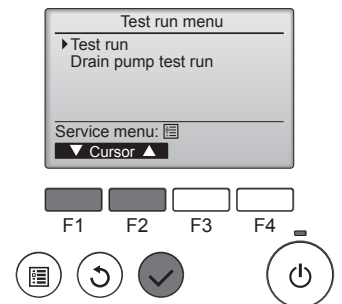 Test run menu
Test run
Drain pump test run
Service menu:
▼ Cursor ▲
F1 F2 F3 F4